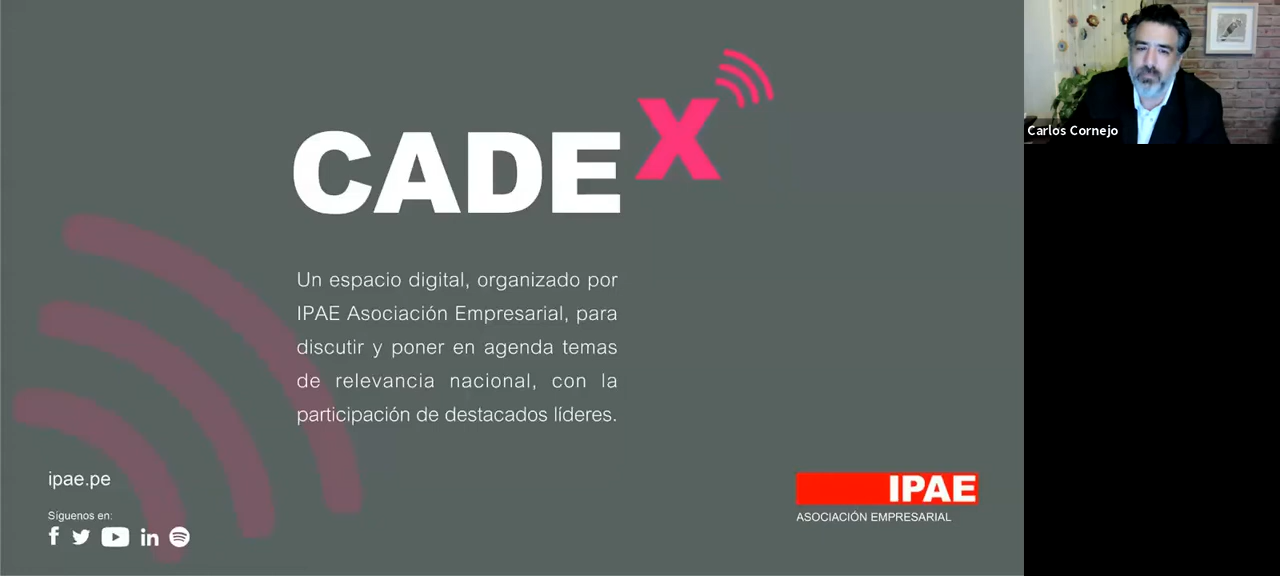 CADEX
Un espacio digital, organizado por
IPAE Asociación Empresarial, para
discutir y poner en agenda temas
de relevancia nacional, con la
participación de destacados líderes.
ipae.pe
Síguenos en:
IPAE
ASOCIACIÓN EMPRESARIAL
Carlos Cornejo